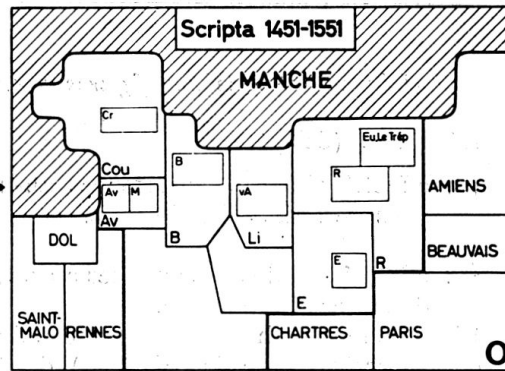 Scripta 1451-1551
MANCHE
Cr
Cou
B
Eu, Le Trép
R
Av M
vA
AMIENS
Av
DOL
B
Li
BEAUVAIS
E
R
E
SAINT-
MALO
RENNES
CHARTRES
PARIS
O